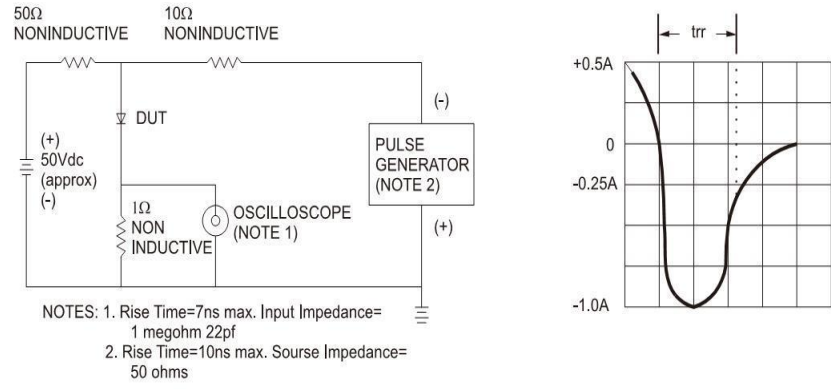 50Ω
NONINDUCTIVE
10Ω
NONINDUCTIVE
DUT
(+)
50Vdc
(approx)
(-)
1Ω
NON
INDUCTIVE
OSCILLOSCOPE
(NOTE 1)
(-)
PULSE
GENERATOR
(NOTE 2)
(+)
NOTES: 1. Rise Time=7ns max. Input Impedance=
1 megohm 22pf
2. Rise Time=10ns max. Sourse Impedance=
50 ohms
trr
+0.5A
0
-0.25A
-1.0A